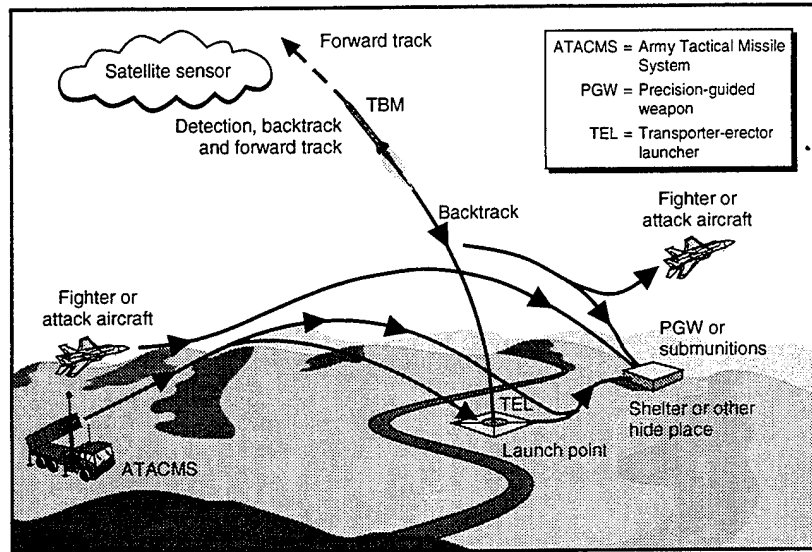 Forward track
Satellite sensor
TBM
Detection, backtrack
and forward track
ATACMS = Army Tactical Missile
System
PGW = Precision-guided
weapon
TEL = Transporter-erector
launcher
Backtrack
Fighter or
attack aircraft
Fighter or
attack aircraft
PGW or
submunitions
TEL
Shelter or other
hide place
Launch point
ATACMS